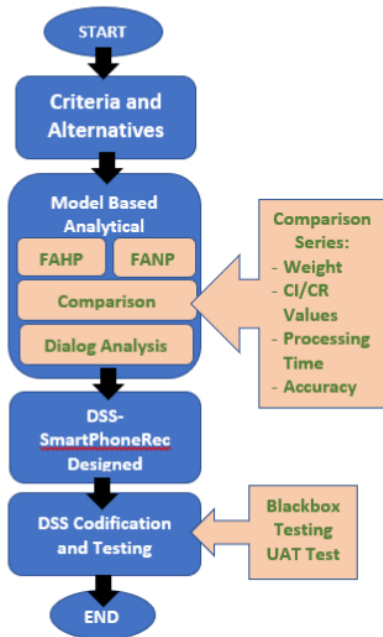 START
Criteria and
Alternatives
Model Based
Analytical
FAHP
FANP
Comparison
Dialog Analysis
Comparison
Series:
- Weight
- CI/CR
Values
- Processing
Time
- Accuracy
DSS-
SmartPhoneRec
Designed
DSS Codification
and Testing
Blackbox
Testing
UAT Test
END